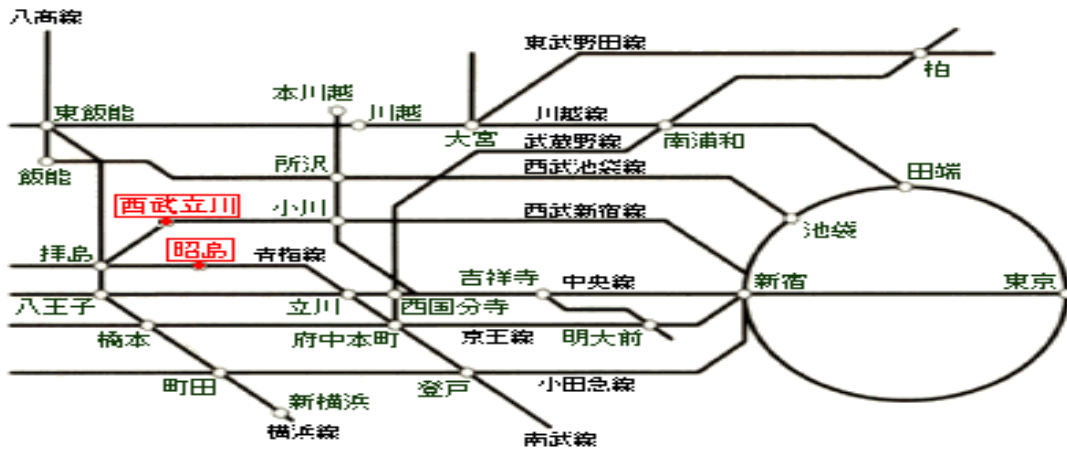 八高線
東武野田線
柏
本川越
東飯能
川越
川越線
大宮
武蔵野線
南浦和
所沢
飯能
西武池袋線
田端
西武立川
小川
西武新宿線
池袋
昭島
拝島
青梅線
吉祥寺
中央線
新宿
東京
八王子
立川
西国分寺
橋本
府中本町
京王線
明大前
町田
登戸
小田急線
新横浜
横浜線
南武線